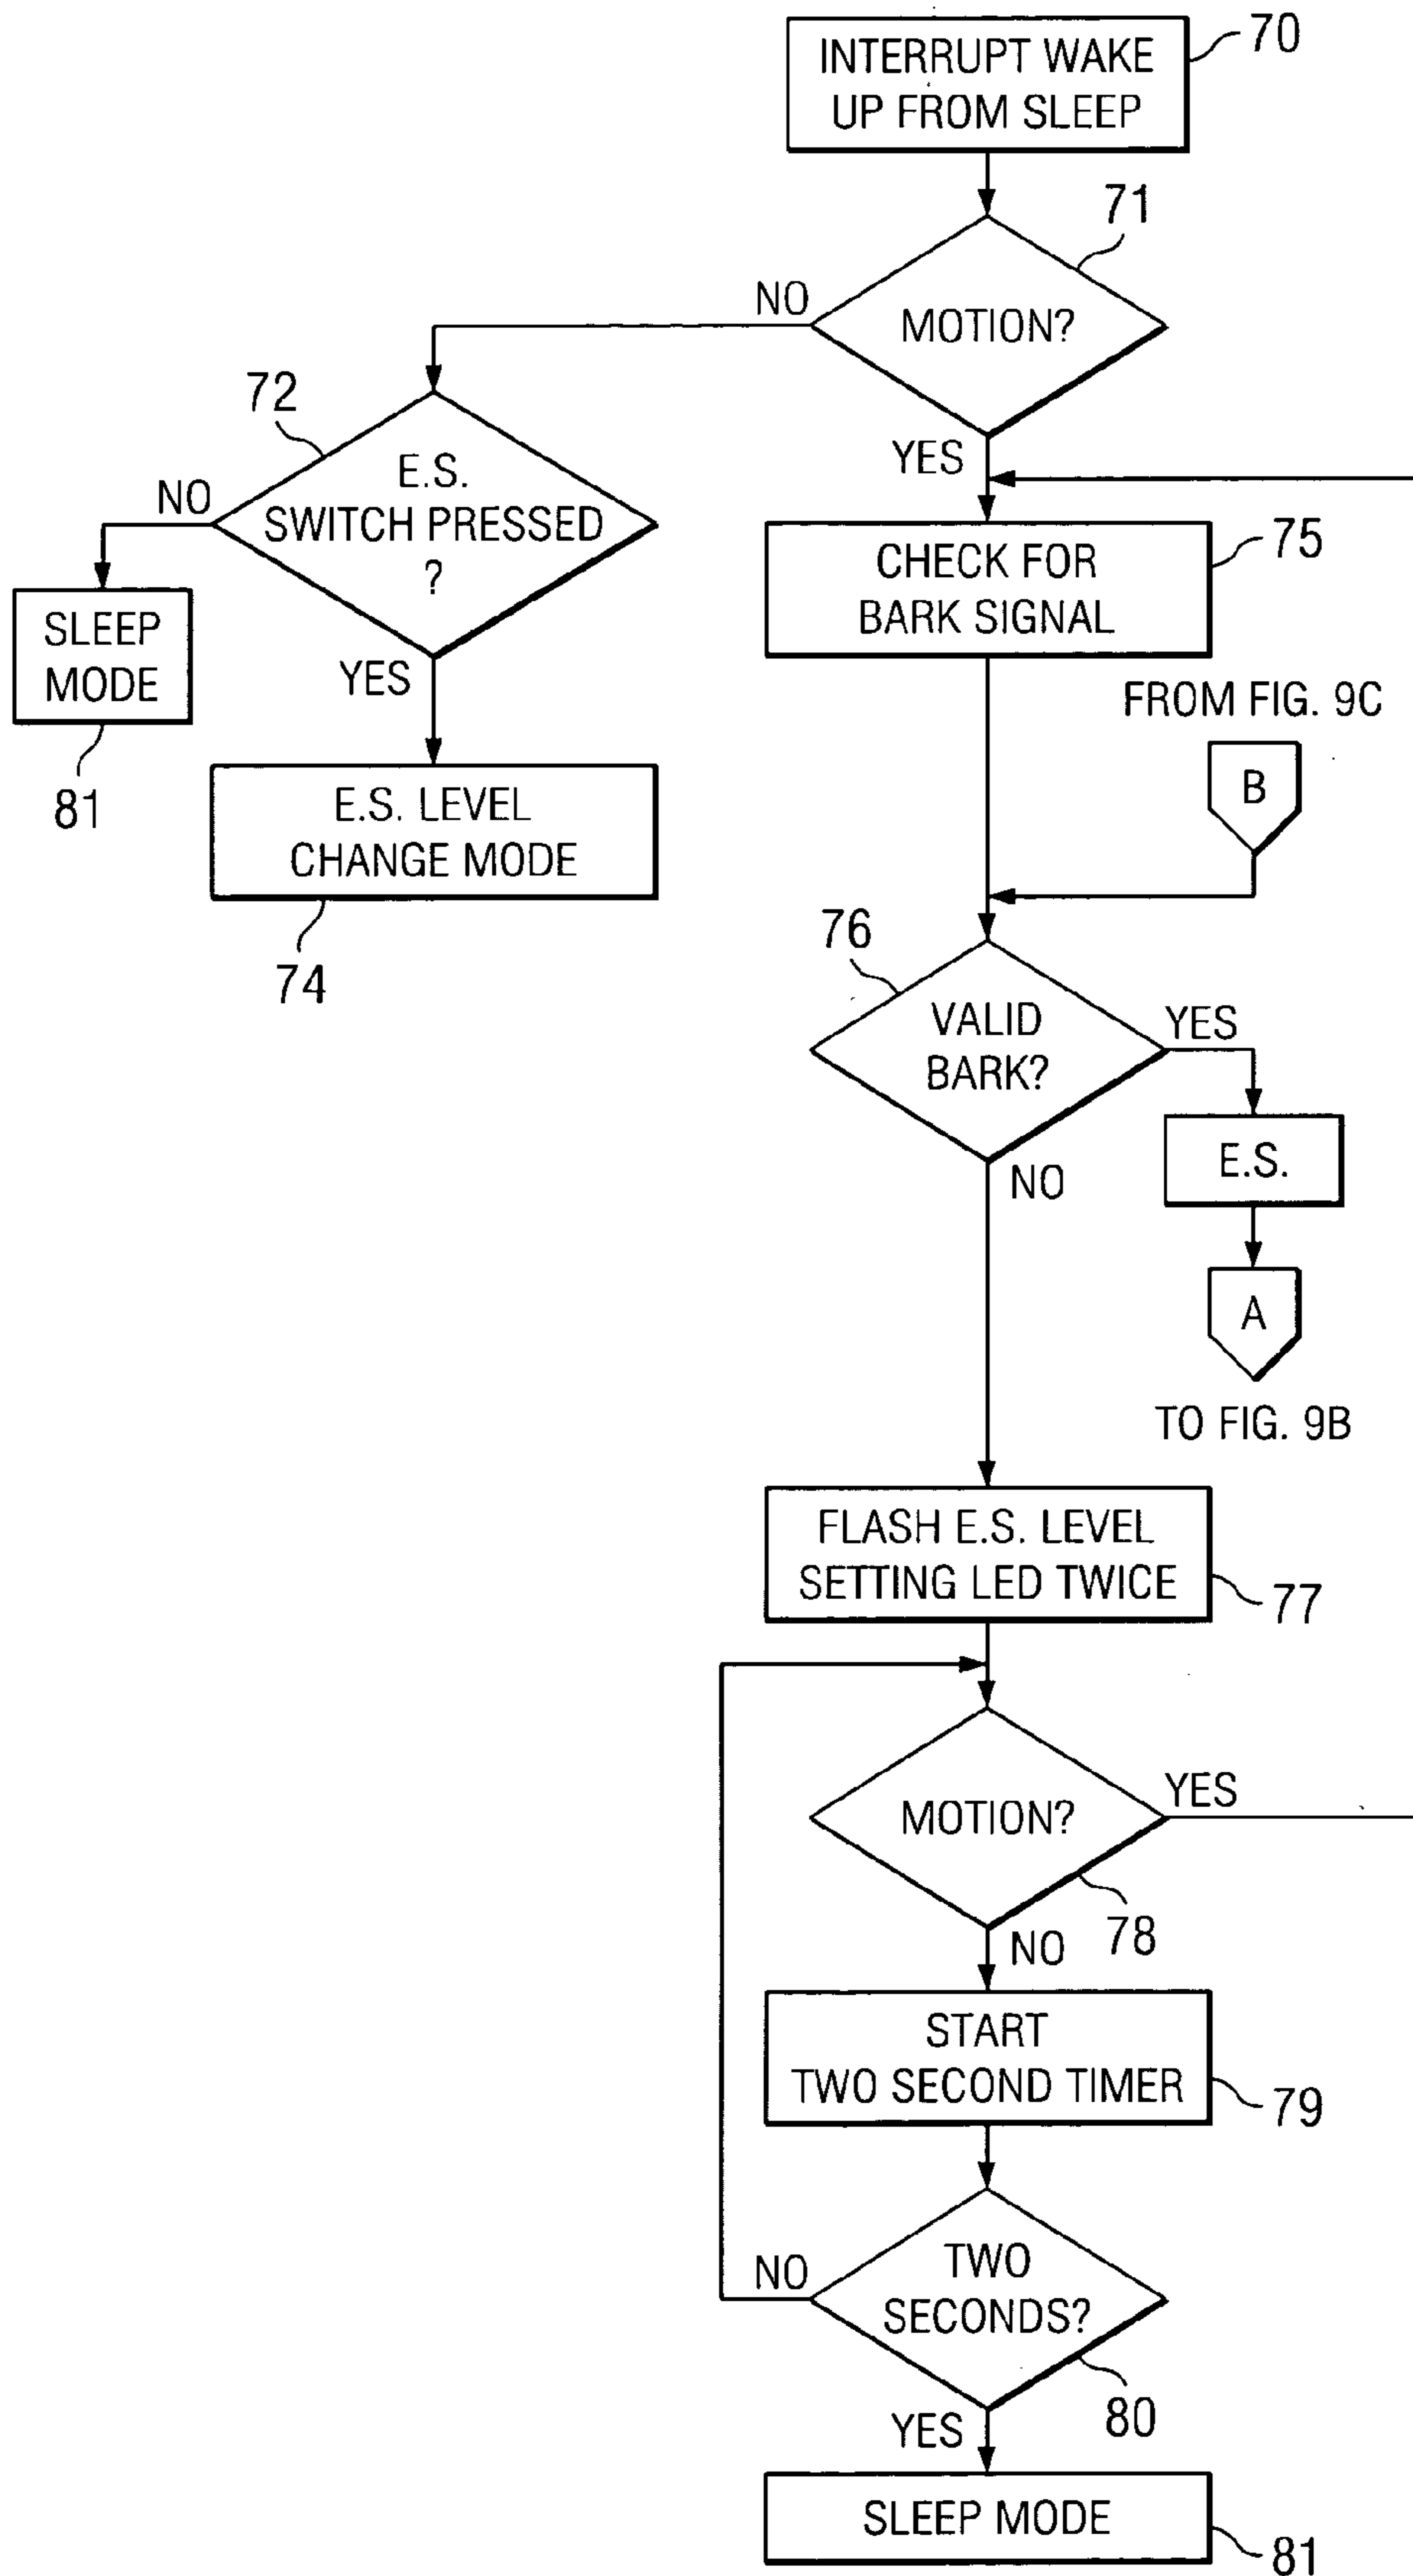 INTERRUPT WAKE
UP FROM SLEEP
70
71
MOTION?
NO
YES
72
E.S.
SWITCH PRESSED
?
NO
YES
SLEEP
MODE
81
E.S. LEVEL
CHANGE MODE
74
CHECK FOR
BARK SIGNAL
75
FROM FIG. 9C
B
76
VALID
BARK?
YES
NO
E.S.
A
TO FIG. 9B
FLASH E.S. LEVEL
SETTING LED TWICE
77
MOTION?
YES
78
NO
START
TWO SECOND TIMER
79
TWO
SECONDS?
NO
80
YES
SLEEP MODE
81